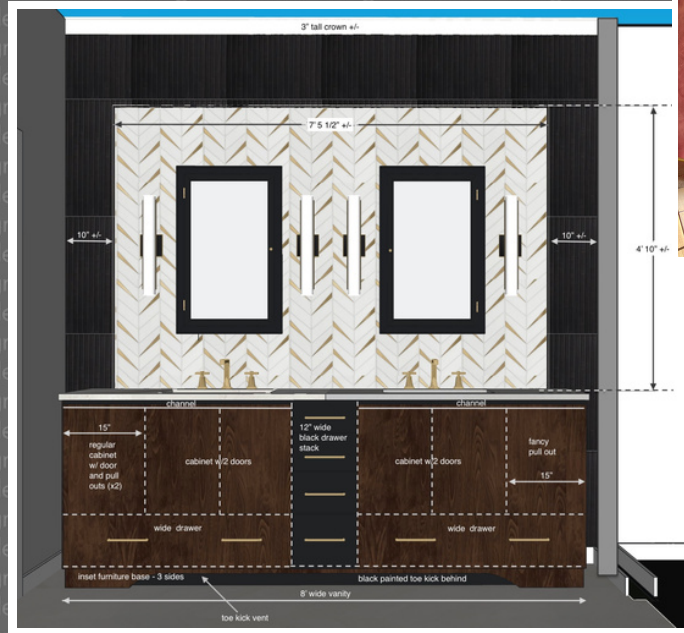 3" tall crown +/-
7' 5 1/2" +/-
10" +/-
10" +/-
4' 10" +/-
channel
channel
15"
12" wide
black drawer
stack
regular
cabinet
w/ door
and pull
outs (x2)
cabinet w/2 doors
cabinet w/2 doors
fancy
pull out
15"
wide drawer
wide drawer
inset furniture base - 3 sides
black painted toe kick behind
8' wide vanity
toe kick vent